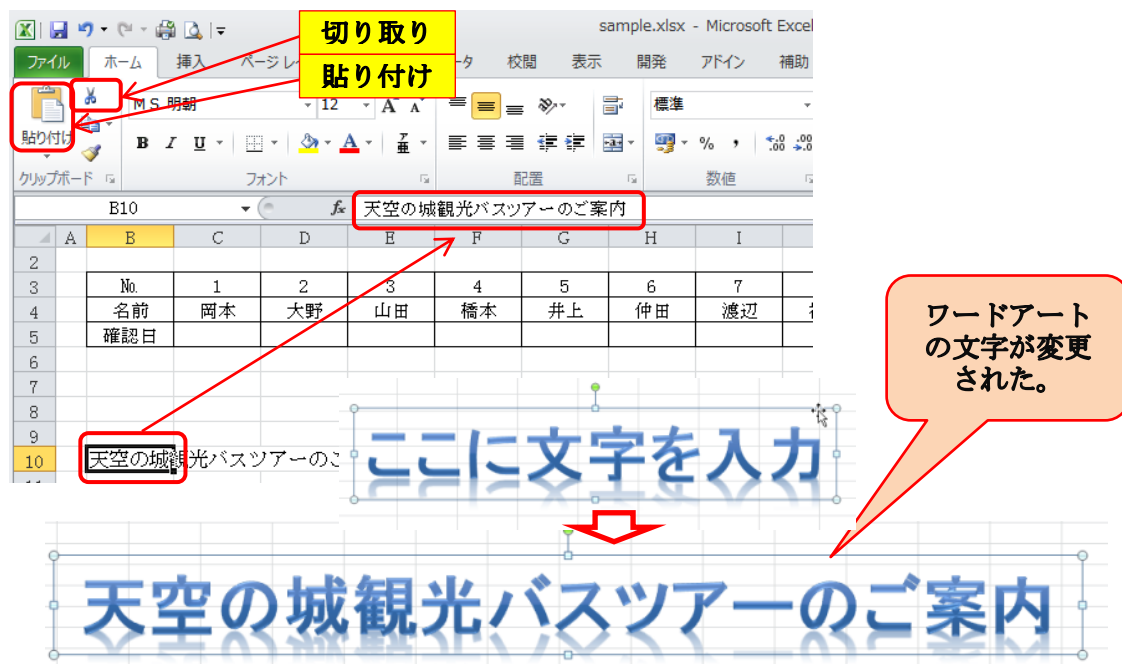 切り取り
sample.xlsx - Microsoft Excel
ファイル ホーム 挿入 ページレ 校閲 表示 開発 アドイン 補助
貼り付け
MS 明朝 12 A A 標準
貼り付け B I U A % , .0 .00 .00 .0
クリップボード フォント 配置 数値
B10 fx 天空の城観光バスツアーのご案内
A B C D E F G H I
2
3 No. 1 2 3 4 5 6 7
4 名前 岡本 大野 山田 橋本 井上 仲田 渡辺
5 確認日
6
7
8
9
10 天空の城観光バスツアーのご
ワードアート
の文字が変更
された。
ここに文字を入力
天空の城観光バスツアーのご案内